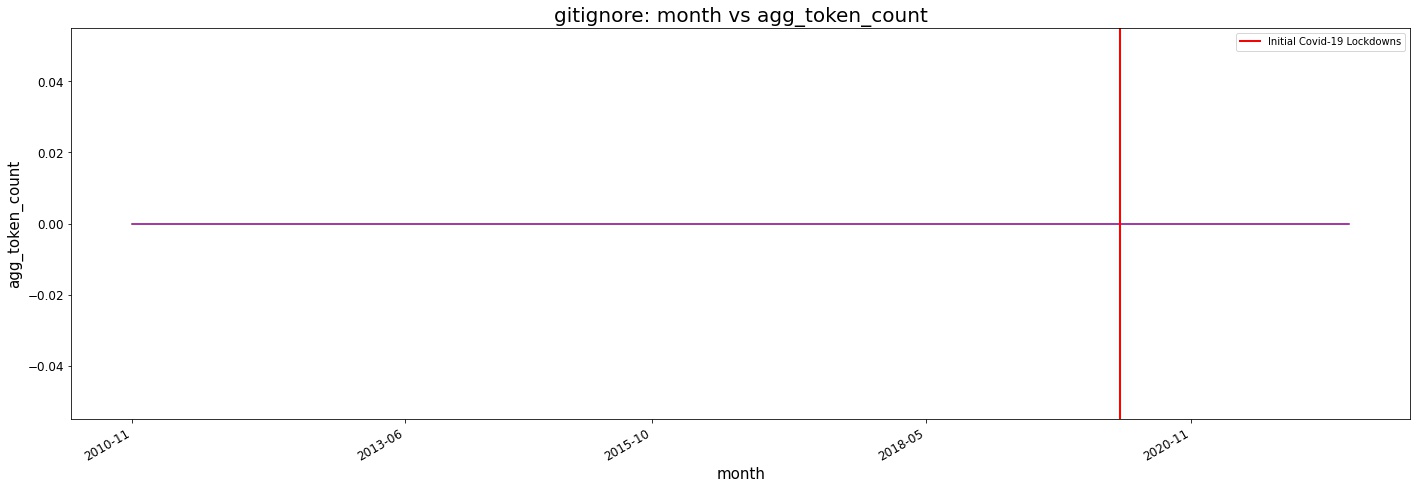 gitignore: month vs agg_token_count
Initial Covid-19 Lockdowns
0.04
0.02
0.00
−0.02
−0.04
agg_token_count
2010-11
2013-06
2015-10
2018-05
2020-11
month